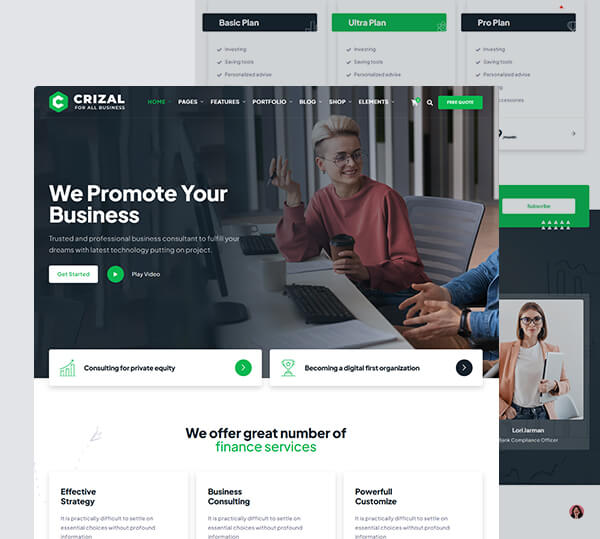 Basic Plan
Investing
Saving tools
Personalized advise
Ultra Plan
Investing
Saving tools
Personalized advise
Pro Plan
Investing
Saving tools
Personalized advise
/month
Subscribe
CRIZAL
FOR ALL BUSINESS
HOME PAGES FEATURES PORTFOLIO BLOG SHOP ELEMENTS
FREE QUOTE
We Promote Your
Business
Trusted and professional business consultant to fulfill your
dreams with latest technology putting on project.
Get Started
Play Video
Consulting for private equity
Becoming a digital first organization
Lori Jarman
Bank Compliance Officer
We offer great number of
finance services
Effective
Strategy
It is practically difficult to settle on
essential choices without profound
information
Business
Consulting
It is practically difficult to settle on
essential choices without profound
information
Powerfull
Customize
It is practically difficult to settle on
essential choices without profound
information